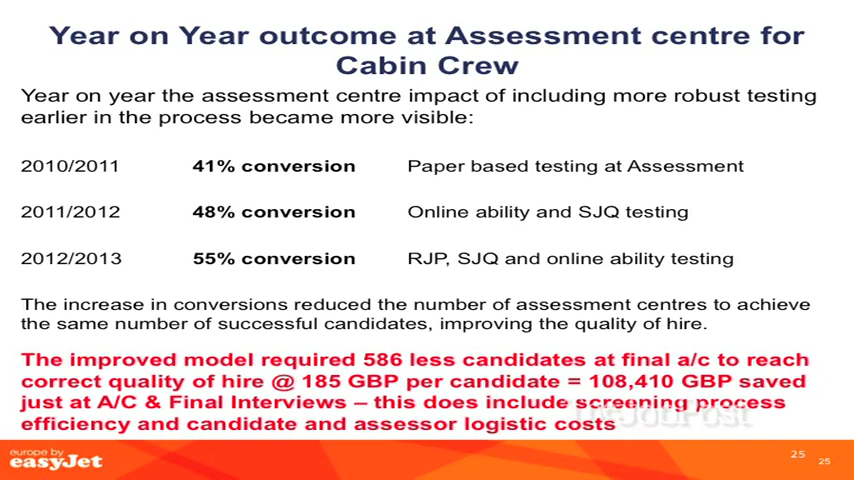 Year on Year outcome at Assessment centre for
Cabin Crew
Year on year the assessment centre impact of including more robust testing
earlier in the process became more visible:
2010/2011 41% conversion Paper based testing at Assessment
2011/2012 48% conversion Online ability and SJQ testing
2012/2013 55% conversion RJP, SJQ and online ability testing
The increase in conversions reduced the number of assessment centres to achieve
the same number of successful candidates, improving the quality of hire.
The improved model required 586 less candidates at final a/c to reach
correct quality of hire @ 185 GBP per candidate = 108,410 GBP saved
just at A/C & Final Interviews – this does include screening process
efficiency and candidate and assessor logistic costs
TheJobPost
europe by
easyJet
25
25